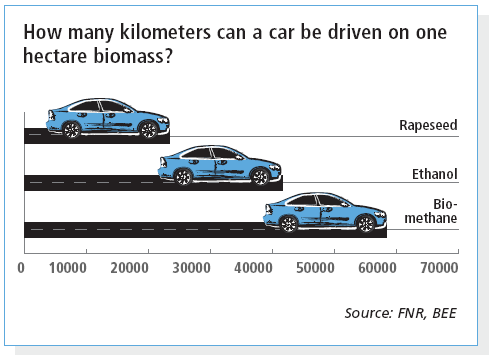 How many kilometers can a car be driven on one
hectare biomass?
Rapeseed
Ethanol
Bio-
methane
0 10000 20000 30000 40000 50000 60000 70000
Source: FNR, BEE